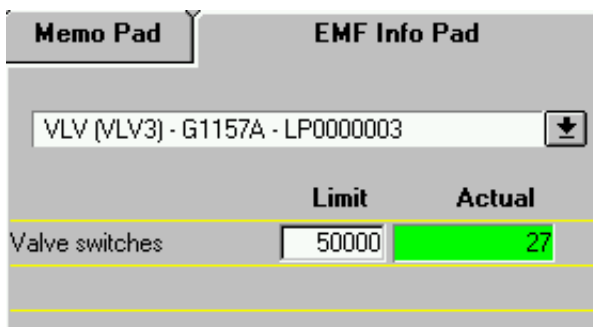 Memo Pad EMF Info Pad
VLV (VLV3) - G1157A - LP0000003
Limit Actual
Valve switches 50000 27